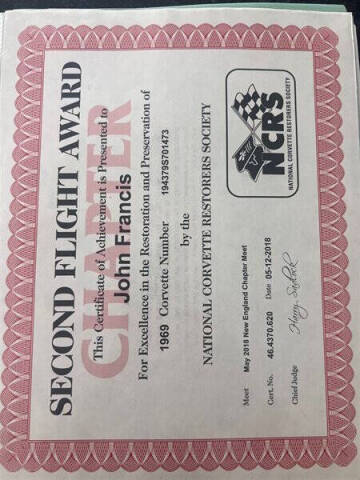 SECOND FLIGHT AWARD
CHAPTER
This Certificate of Achievement is Presented to
John Francis
For Excellence in the Restoration and Preservation of
1969 Corvette Number 194379S701473
by the
NATIONAL CORVETTE RESTORERS SOCIETY
Meet May 2018 New England Chapter Meet
Cert. No. 46.4370.620 Date 05-12-2018
Chief Judge
NCRS
NATIONAL CORVETTE RESTORERS SOCIETY